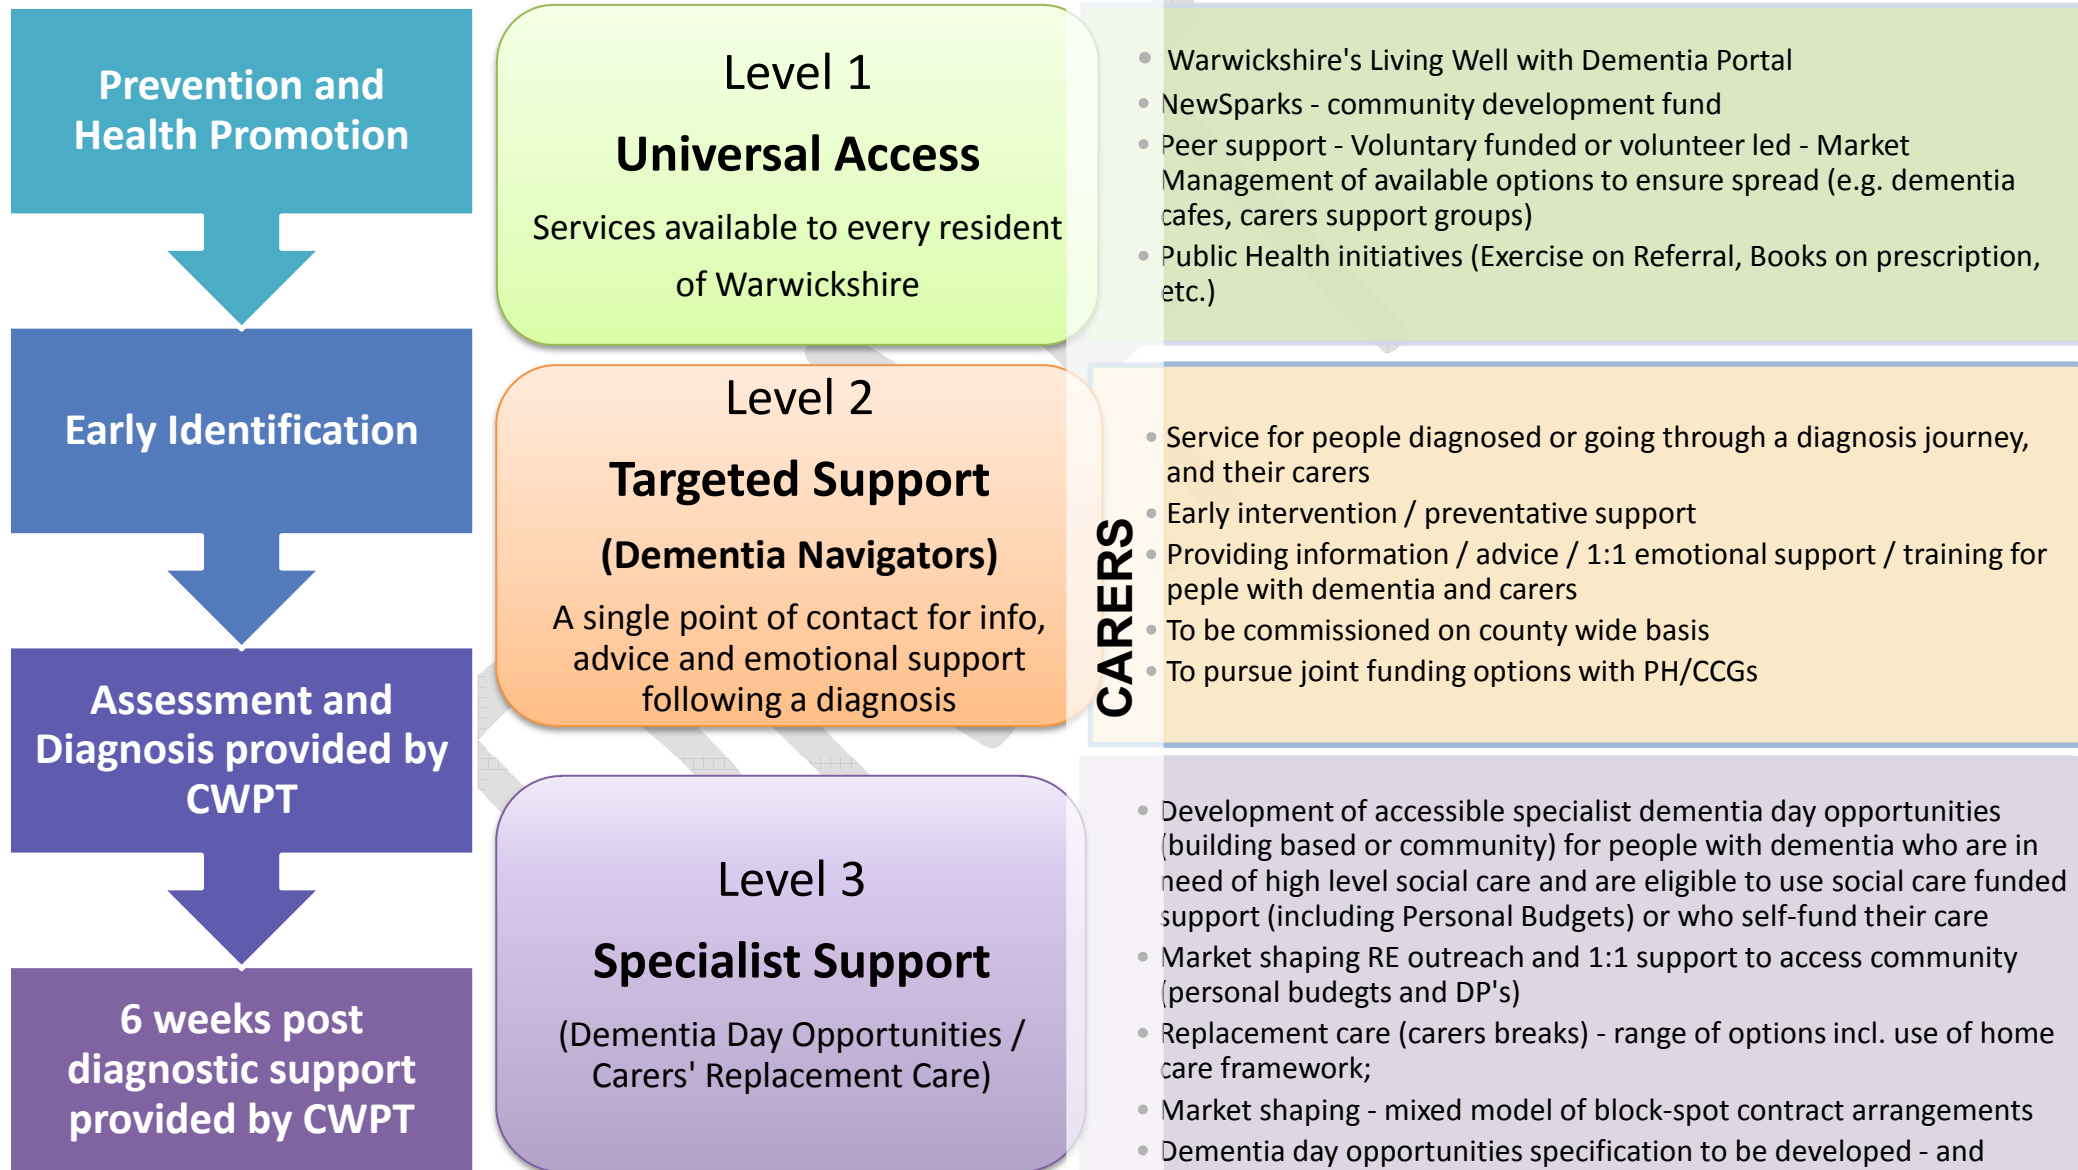 Prevention and
Health Promotion
Early Identification
Assessment and
Diagnosis provided by
CWPT
6 weeks post
diagnostic support
provided by CWPT
Level 1
Universal Access
Services available to every resident
of Warwickshire
Level 2
Targeted Support
(Dementia Navigators)
A single point of contact for info,
advice and emotional support
following a diagnosis
Level 3
Specialist Support
(Dementia Day Opportunities /
Carers' Replacement Care)
CARERS
• Warwickshire's Living Well with Dementia Portal
• NewSparks - community development fund
• Peer support - Voluntary funded or volunteer led - Market
Management of available options to ensure spread (e.g. dementia
cafes, carers support groups)
• Public Health initiatives (Exercise on Referral, Books on prescription,
etc.)
• Service for people diagnosed or going through a diagnosis journey,
and their carers
• Early intervention / preventative support
• Providing information / advice / 1:1 emotional support / training for
peple with dementia and carers
• To be commissioned on county wide basis
• To pursue joint funding options with PH/CCGs
• Development of accessible specialist dementia day opportunities
(building based or community) for people with dementia who are in
need of high level social care and are eligible to use social care funded
support (including Personal Budgets) or who self-fund their care
• Market shaping RE outreach and 1:1 support to access community
(personal budegts and DP's)
• Replacement care (carers breaks) - range of options incl. use of home
care framework;
• Market shaping - mixed model of block-spot contract arrangements
• Dementia day opportunities specification to be developed - and